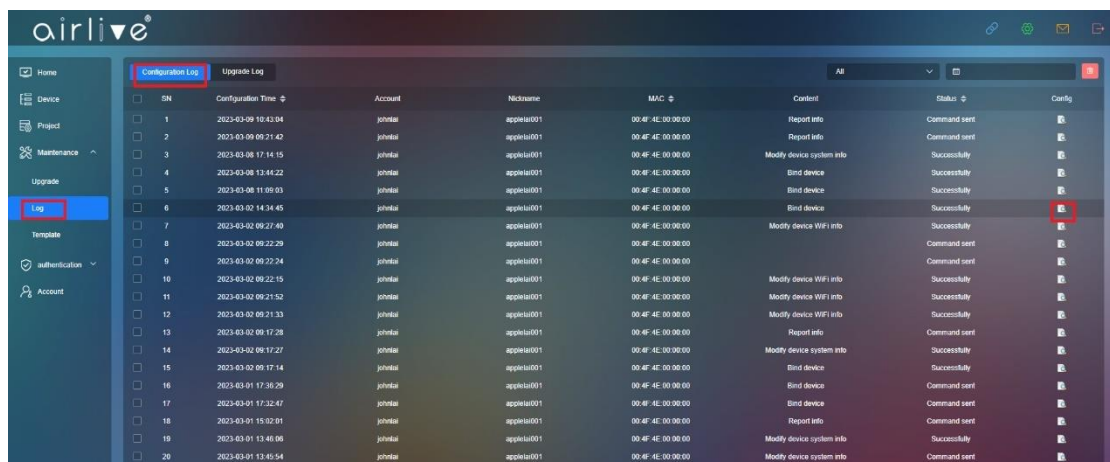 airlive®
Home
Device
Project
Maintenance
Upgrade
Log
Template
authentication
Account
Configuration Log Upgrade Log All
SN Configuration Time Account Nickname MAC Content Status Config
1 2023-03-09 10:43:04 johnlai applelai001 00:4F:4E:00:00:00 Report info Command sent
2 2023-03-09 09:21:42 johnlai applelai001 00:4F:4E:00:00:00 Report info Command sent
3 2023-03-08 17:14:15 johnlai applelai001 00:4F:4E:00:00:00 Modify device system info Successfully
4 2023-03-08 13:44:22 johnlai applelai001 00:4F:4E:00:00:00 Bind device Successfully
5 2023-03-08 11:09:03 johnlai applelai001 00:4F:4E:00:00:00 Bind device Successfully
6 2023-03-02 14:34:45 johnlai applelai001 00:4F:4E:00:00:00 Bind device Successfully
7 2023-03-02 09:27:40 johnlai applelai001 00:4F:4E:00:00:00 Modify device WiFi info Successfully
8 2023-03-02 09:22:29 johnlai applelai001 00:4F:4E:00:00:00 Command sent
9 2023-03-02 09:22:24 johnlai applelai001 00:4F:4E:00:00:00 Command sent
10 2023-03-02 09:22:15 johnlai applelai001 00:4F:4E:00:00:00 Modify device WiFi info Successfully
11 2023-03-02 09:21:52 johnlai applelai001 00:4F:4E:00:00:00 Modify device WiFi info Successfully
12 2023-03-02 09:21:33 johnlai applelai001 00:4F:4E:00:00:00 Modify device WiFi info Successfully
13 2023-03-02 09:17:28 johnlai applelai001 00:4F:4E:00:00:00 Report info Command sent
14 2023-03-02 09:17:27 johnlai applelai001 00:4F:4E:00:00:00 Modify device system info Successfully
15 2023-03-02 09:17:14 johnlai applelai001 00:4F:4E:00:00:00 Bind device Successfully
16 2023-03-01 17:36:29 johnlai applelai001 00:4F:4E:00:00:00 Bind device Command sent
17 2023-03-01 17:32:47 johnlai applelai001 00:4F:4E:00:00:00 Bind device Command sent
18 2023-03-01 15:02:01 johnlai applelai001 00:4F:4E:00:00:00 Report info Command sent
19 2023-03-01 13:46:06 johnlai applelai001 00:4F:4E:00:00:00 Modify device system info Successfully
20 2023-03-01 13:45:54 johnlai applelai001 00:4F:4E:00:00:00 Modify device system info Command sent